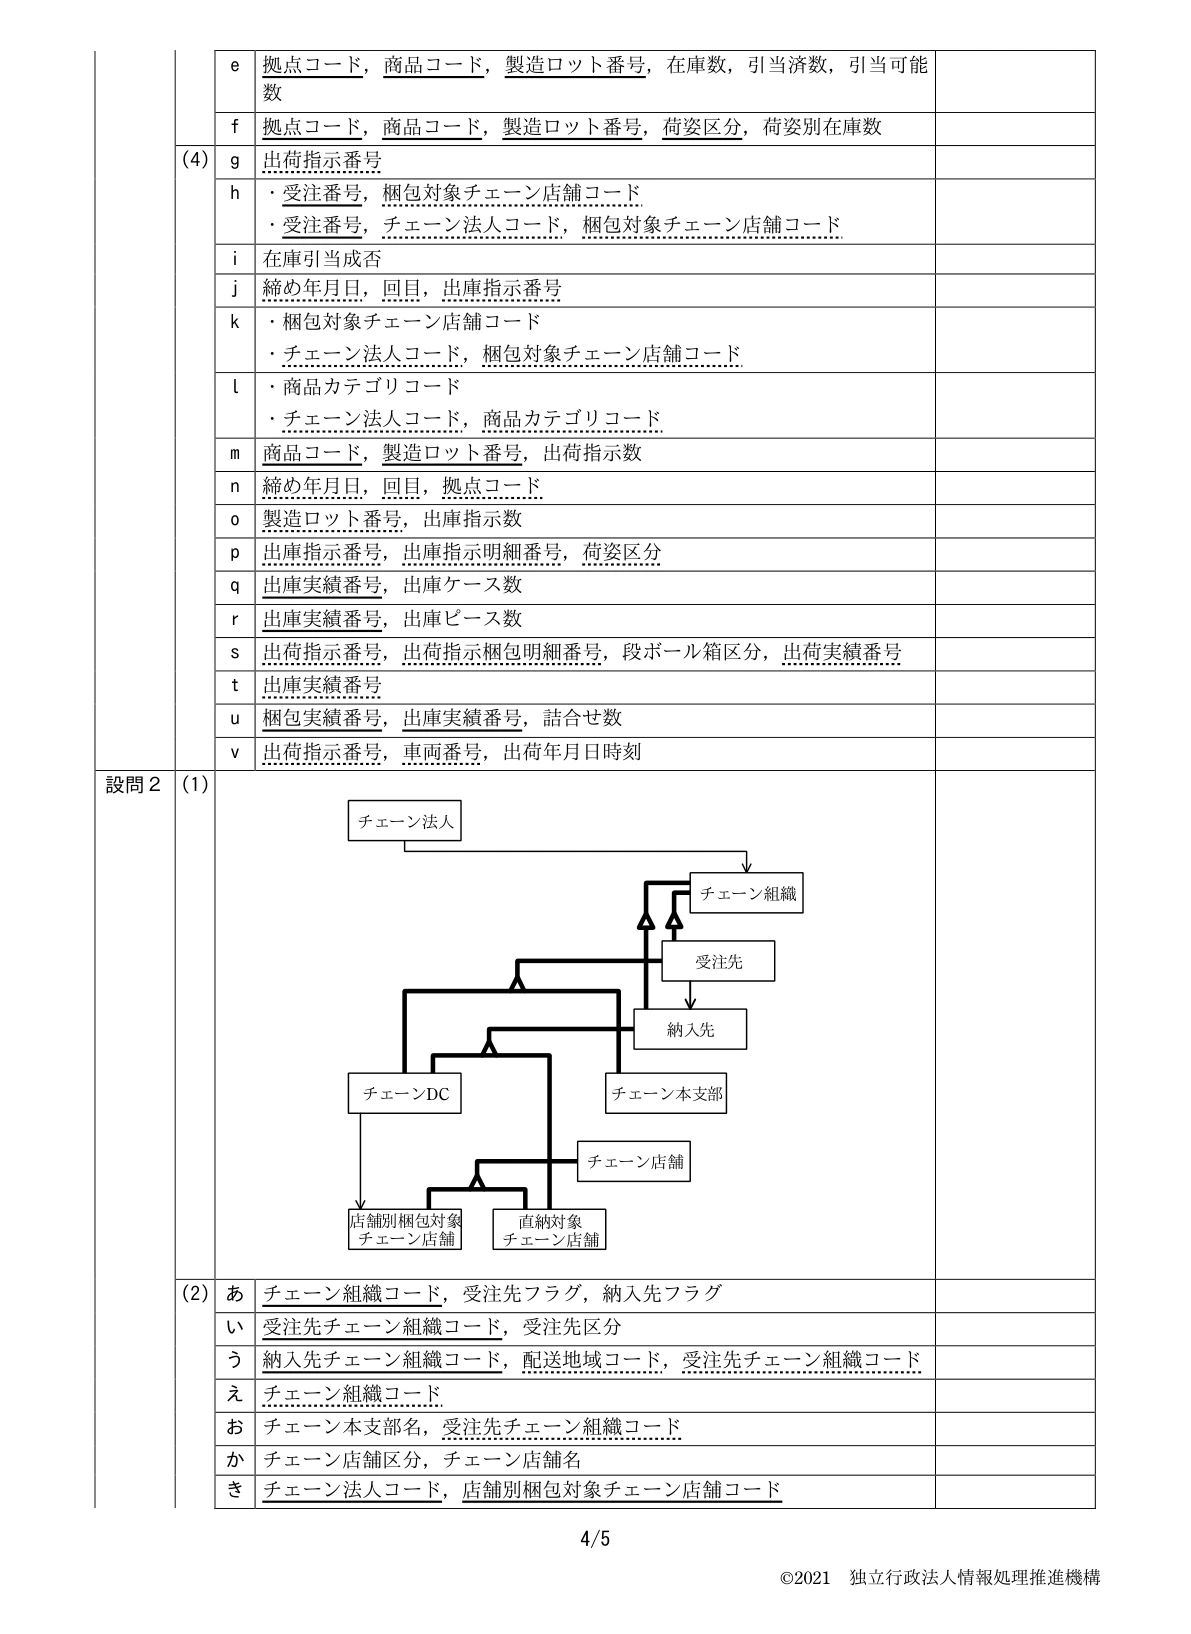 e 拠点コード，商品コード，製造ロット番号，在庫数，引当済数，引当可能
数
f 拠点コード，商品コード，製造ロット番号，荷姿区分，荷姿別在庫数
(4) g 出荷指示番号
h ・受注番号，梱包対象チェーン店舗コード
・受注番号，チェーン法人コード，梱包対象チェーン店舗コード
i 在庫引当成否
j 締め年月日，回目，出庫指示番号
k ・梱包対象チェーン店舗コード
・チェーン法人コード，梱包対象チェーン店舗コード
l ・商品カテゴリコード
・チェーン法人コード，商品カテゴリコード
m 商品コード，製造ロット番号，出荷指示数
n 締め年月日，回目，拠点コード
o 製造ロット番号，出庫指示数
p 出庫指示番号，出庫指示明細番号，荷姿区分
q 出庫実績番号，出庫ケース数
r 出庫実績番号，出庫ピース数
s 出荷指示番号，出荷指示梱包明細番号，段ボール箱区分，出荷実績番号
t 出庫実績番号
u 梱包実績番号，出庫実績番号，詰合せ数
v 出荷指示番号，車両番号，出荷年月日時刻
設問２ (1)
チェーン法人
チェーン組織
受注先
納入先
チェーンDC
チェーン本支部
チェーン店舗
店舗別梱包対象
チェーン店舗
直納対象
チェーン店舗
(2) あ チェーン組織コード，受注先フラグ，納入先フラグ
い 受注先チェーン組織コード，受注先区分
う 納入先チェーン組織コード，配送地域コード，受注先チェーン組織コード
え チェーン組織コード
お チェーン本支部名，受注先チェーン組織コード
か チェーン店舗区分，チェーン店舗名
き チェーン法人コード，店舗別梱包対象チェーン店舗コード
4/5
©2021　独立行政法人情報処理推進機構